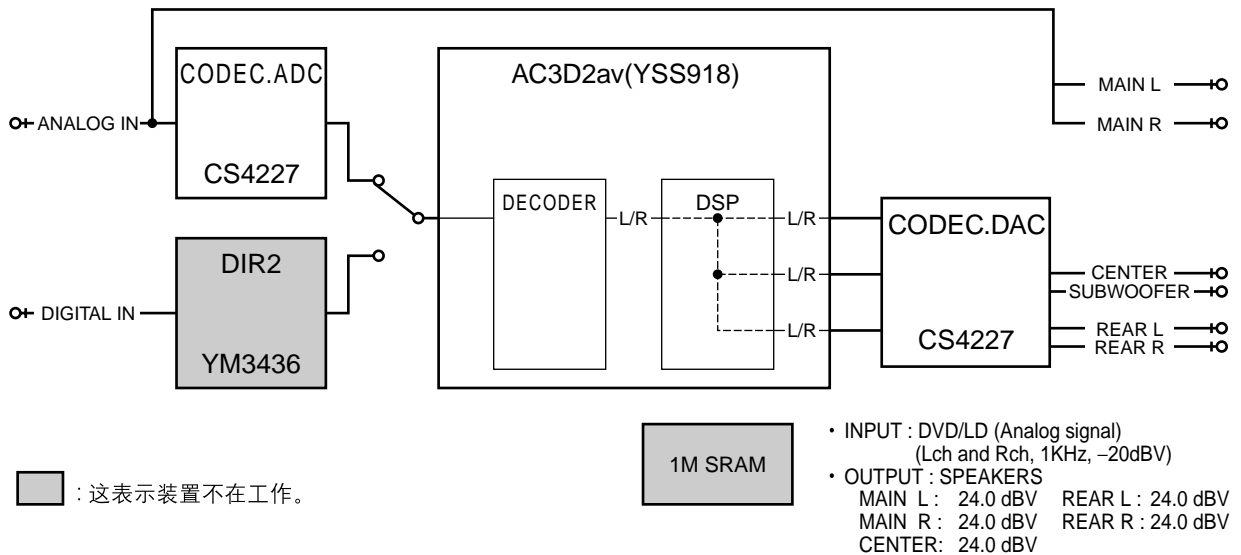 CODEC.ADC
CS4227
ANALOG IN
AC3D2av(YSS918)
MAIN L
MAIN R
DECODER
L/R
DSP
L/R
L/R
L/R
CODEC.DAC
CS4227
CENTER
SUBWOOFER
REAR L
REAR R
DIR2
YM3436
DIGITAL IN
1M SRAM
: 这表示装置不在工作。
・ INPUT : DVD/LD (Analog signal)
(Lch and Rch, 1KHz, –20dBV)
・ OUTPUT : SPEAKERS
MAIN L : 24.0 dBV REAR L : 24.0 dBV
MAIN R : 24.0 dBV REAR R : 24.0 dBV
CENTER: 24.0 dBV